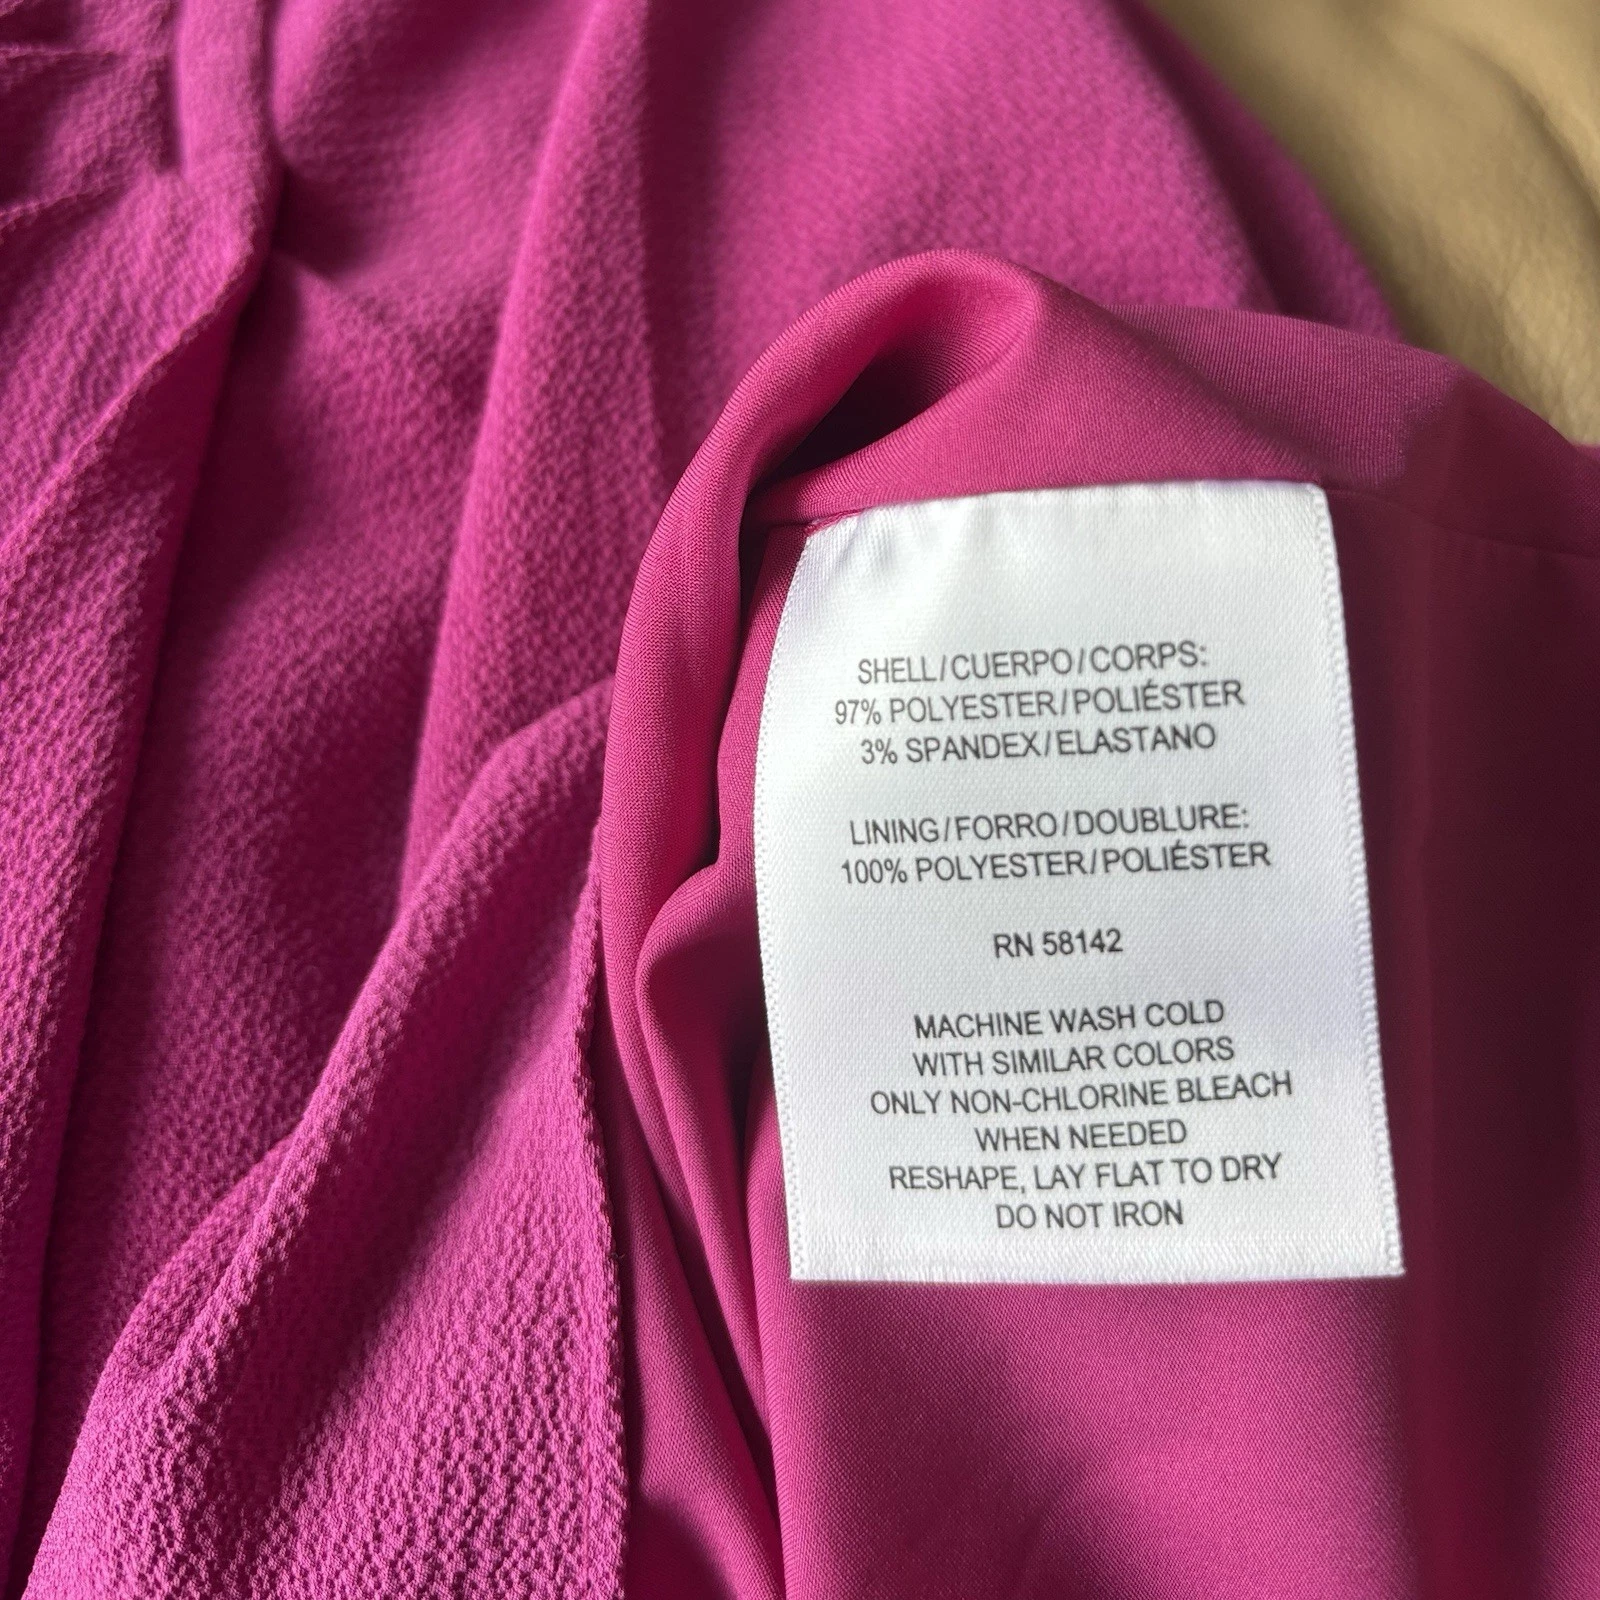 SHELL/CUERPO/CORPS:
97% POLYESTER/POLIÉSTER
3% SPANDEX/ELASTANO
LINING/FORRO/DOUBLURE:
100% POLYESTER/POLIÉSTER
RN 58142
MACHINE WASH COLD
WITH SIMILAR COLORS
ONLY NON-CHLORINE BLEACH
WHEN NEEDED
RESHAPE, LAY FLAT TO DRY
DO NOT IRON